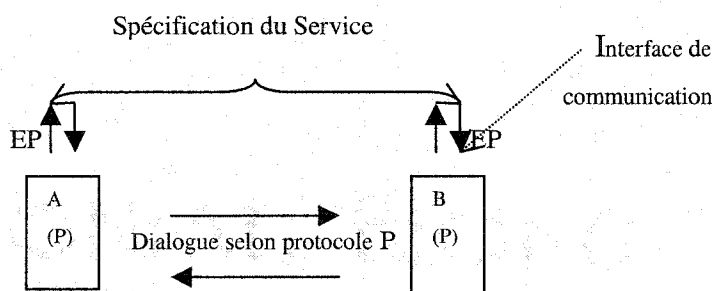 Spécification du Service
Interface de
communication
EP
EP
A
(P)
B
(P)
Dialogue selon protocole P